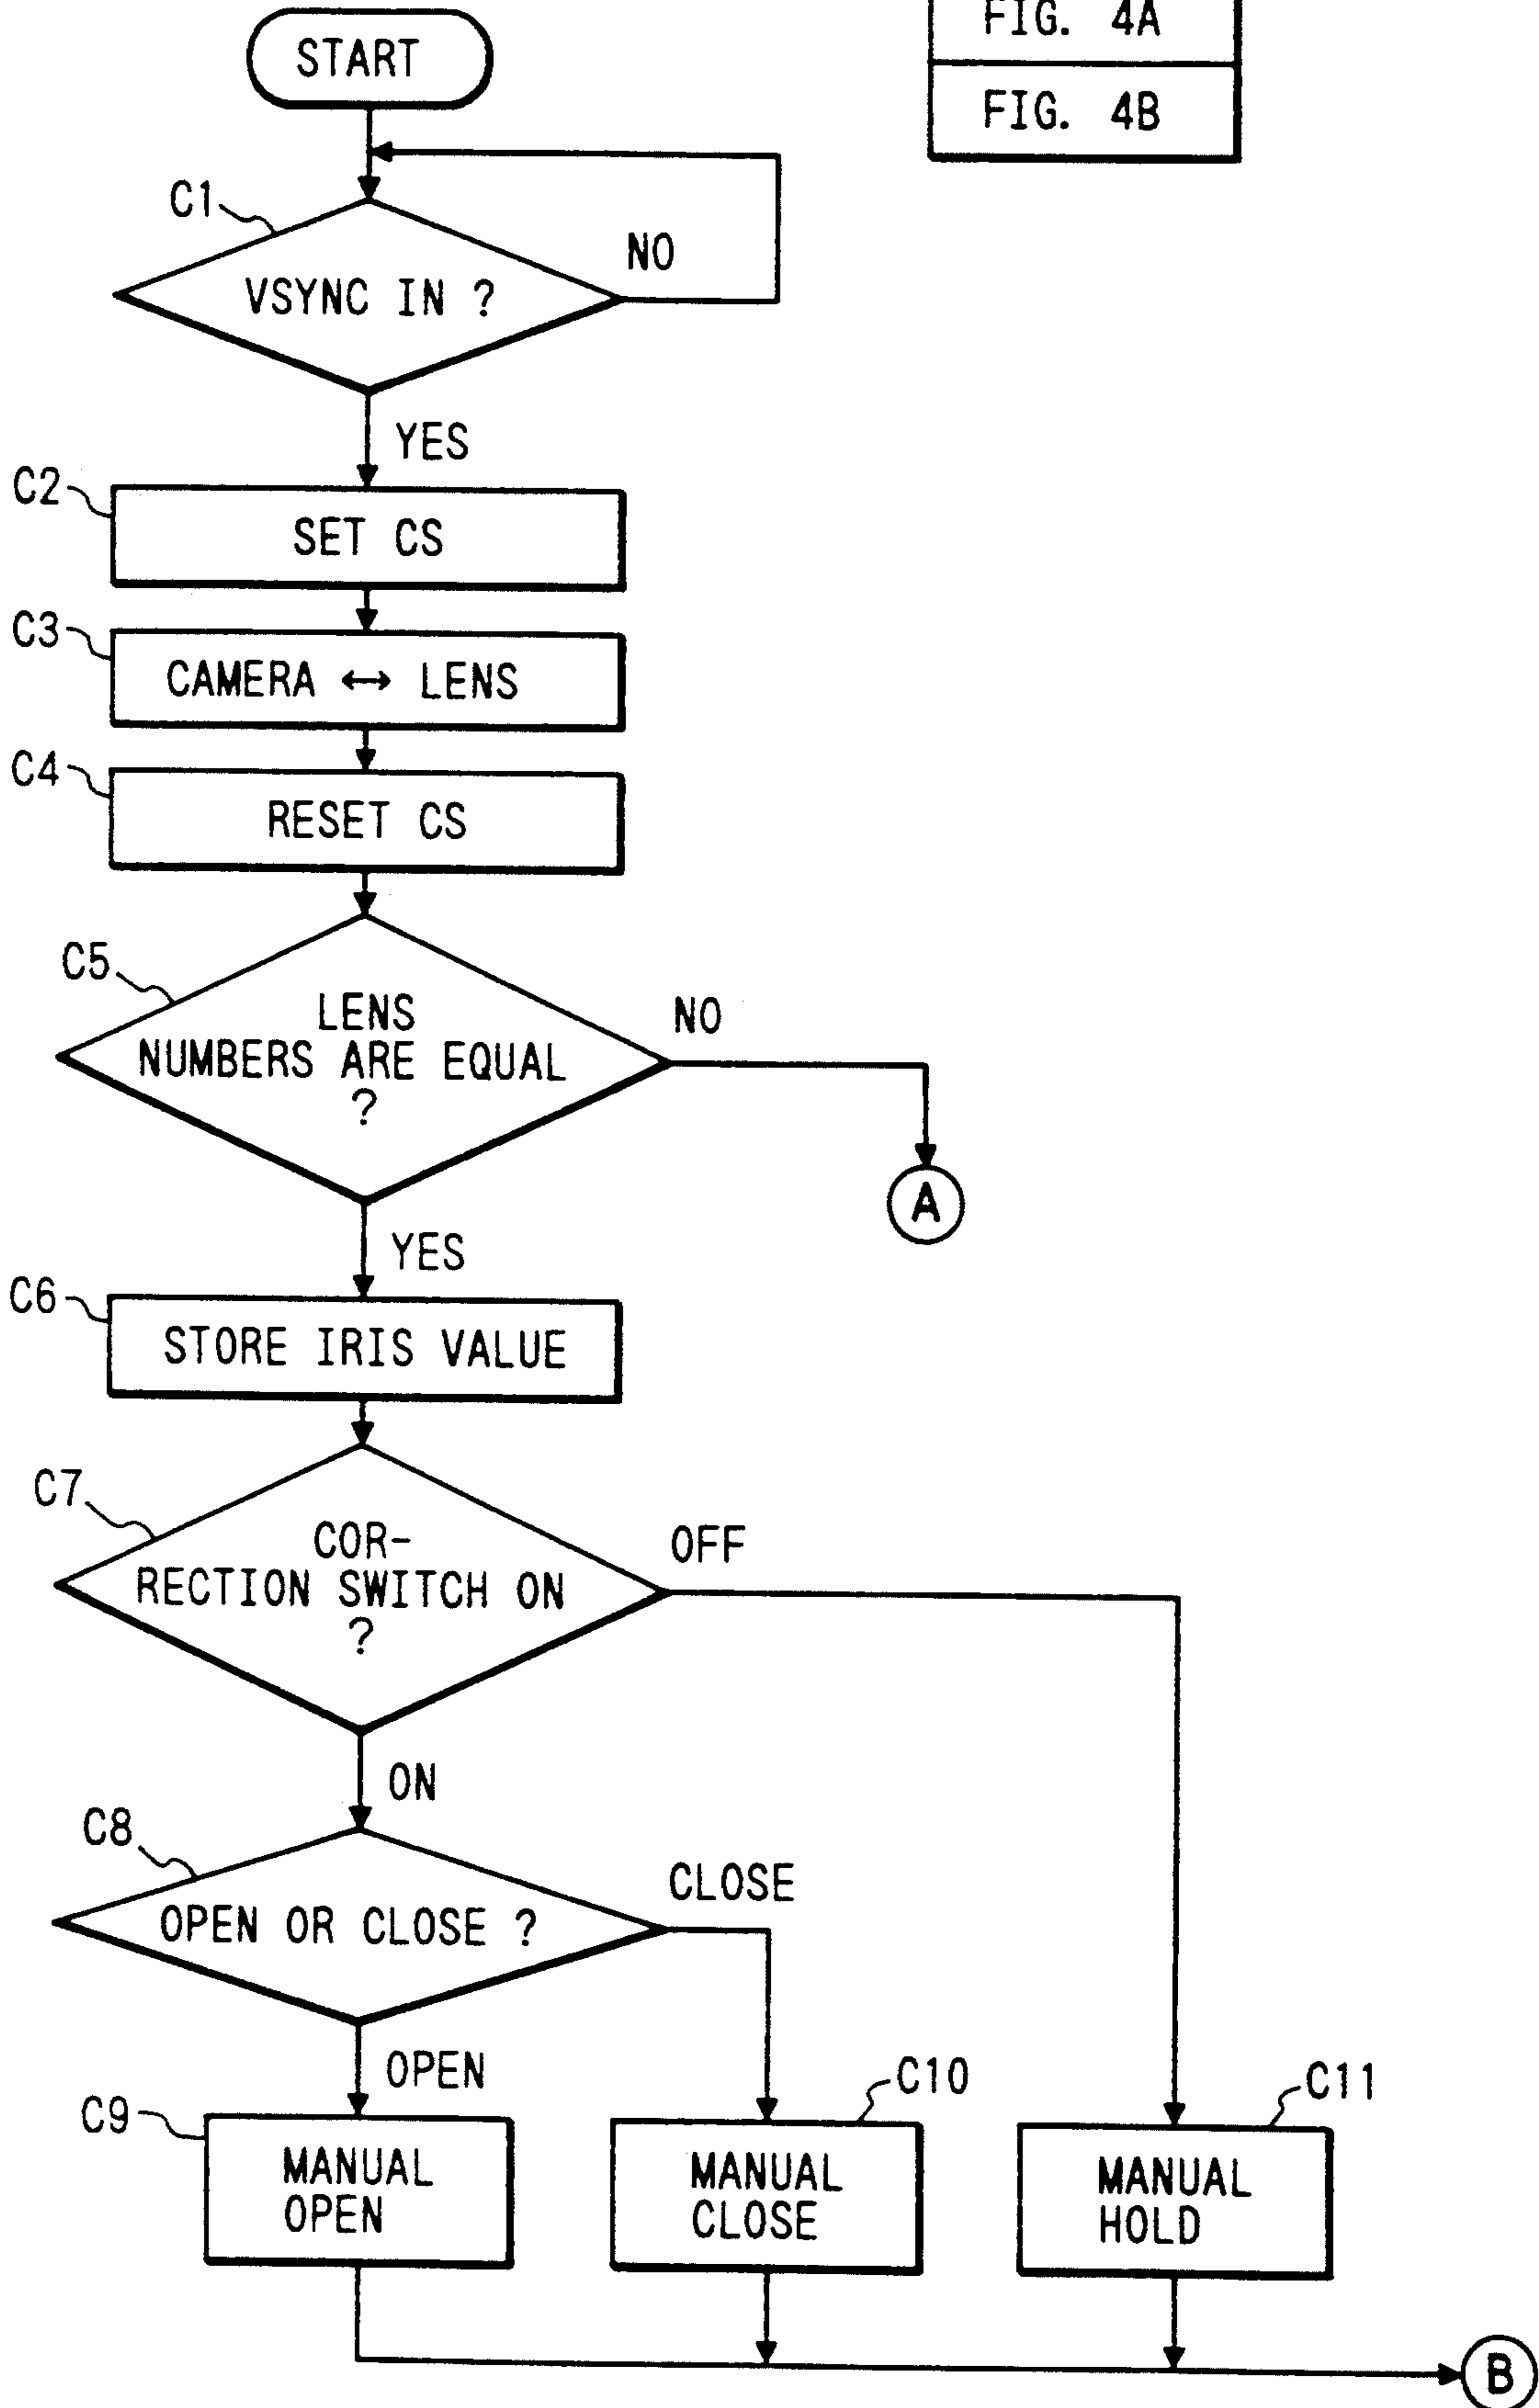 FIG. 4A
FIG. 4B
START
C1
VSYNC IN ?
NO
YES
C2
SET CS
C3
CAMERA ↔ LENS
C4
RESET CS
C5
LENS
NUMBERS ARE EQUAL
?
NO
A
YES
C6
STORE IRIS VALUE
C7
COR-
RECTION SWITCH ON
?
OFF
ON
C8
OPEN OR CLOSE ?
CLOSE
OPEN
C9
MANUAL
OPEN
C10
MANUAL
CLOSE
C11
MANUAL
HOLD
B